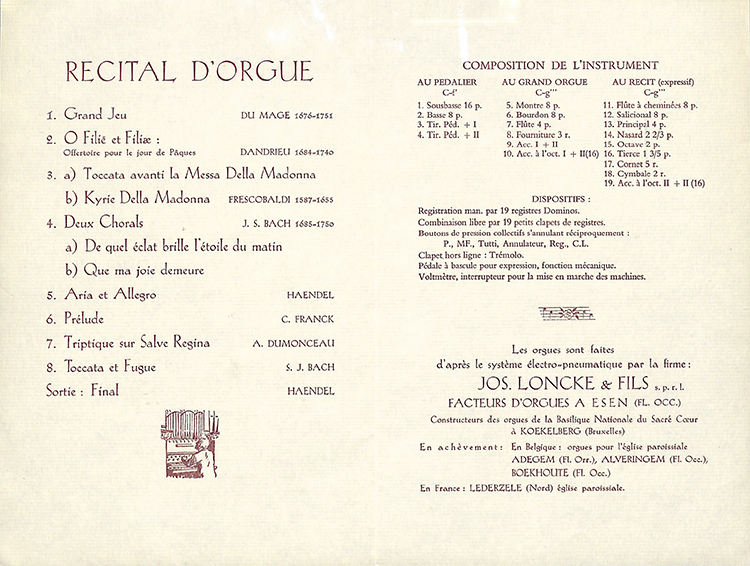 RECITAL D'ORGUE
1. Grand Jeu DU MAGE 1676-1751
2. O Filiē et Filiæ :
Offertoire pour le jour de Pâques DANDRIEU 1684-1740
3. a) Toccata avanti la Messa Della Madonna
b) Kyrie Della Madonna FRESCOBALDI 1587-1655
4. Deux Chorals J. S. BACH 1685-1750
a) De quel éclat brille l'étoile du matin
b) Que ma joie demeure
5. Aria et Allegro HAENDEL
6. Prélude C. FRANCK
7. Triptique sur Salve Regina A. DUMONCEAU
8. Toccata et Fugue S. J. BACH
Sortie : Final HAENDEL
COMPOSITION DE L'INSTRUMENT
AU PEDALIER
C-f'
1. Sousbasse 16 p.
2. Basse 8 p.
3. Tir. Péd. + I
4. Tir. Péd. + II
AU GRAND ORGUE
C-g'''
5. Montre 8 p.
6. Bourdon 8 p.
7. Flûte 4 p.
8. Fourniture 3 r.
9. Acc. I + II
10. Acc. à l'oct. I + II(16)
AU RECIT (expressif)
C-g'''
11. Flûte à cheminées 8 p.
12. Salicional 8 p.
13. Principal 4 p.
14. Nasard 2 2/3 p.
15. Octave 2 p.
16. Tierce 1 3/5 p.
17. Cornet 5 r.
18. Cymbale 2 r.
19. Acc. à l'oct. II + II (16)
DISPOSITIFS :
Registration man. par 19 registres Dominos.
Combinaison libre par 19 petits clapets de registres.
Boutons de pression collectifs s'annulant réciproquement :
P., MF., Tutti, Annulateur, Reg., C.L.
Clapet hors ligne : Trémolo.
Pédale à bascule pour expression, fonction mécanique.
Voltmètre, interrupteur pour la mise en marche des machines.
Les orgues sont faites
d'après le système électro-pneumatique par la firme :
JOS. LONCKE & FILS s. p. r. l.
FACTEURS D'ORGUES A ESEN (FL. OCC.)
Constructeurs des orgues de la Basilique Nationale du Sacré Cœur
à KOEKELBERG (Bruxelles)
En achèvement : En Belgique : orgues pour l'église paroissiale
ADEGEM (Fl. Orr.), ALVERINGEM (Fl. Occ.),
BOEKHOUTE (Fl. Occ.)
En France : LEDERZELE (Nord) église paroissiale.